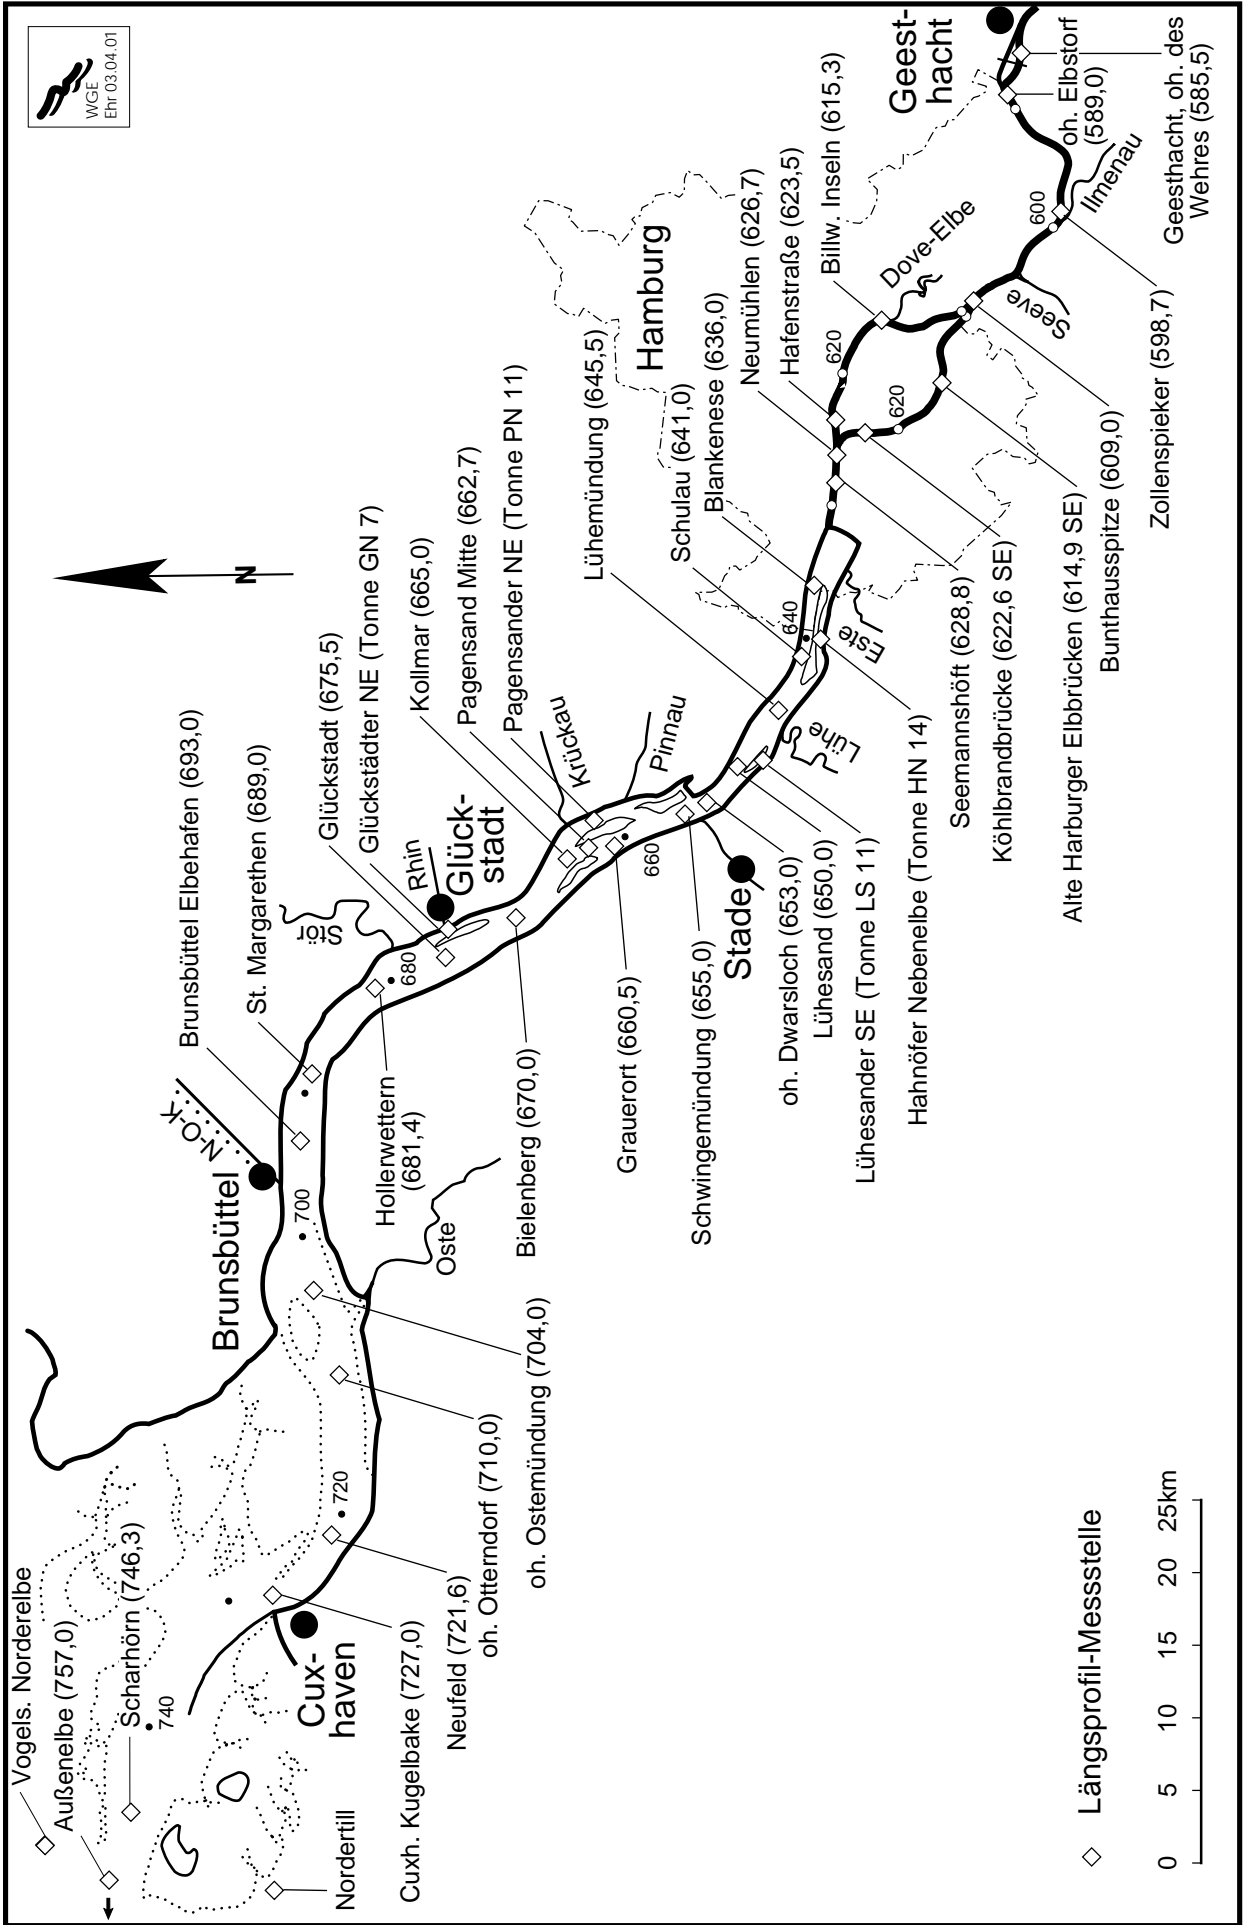 WGE
Ehr 03.04.01
N
Vogels. Norderelbe
Außenelbe (757,0)
Scharhörn (746,3)
740
Nordertill
Cux-
haven
Cuxh. Kugelbake (727,0)
Neufeld (721,6)
720
oh. Otterndorf (710,0)
oh. Ostemündung (704,0)
Oste
700
Brunsbüttel
N-O-K
Brunsbüttel Elbehafen (693,0)
St. Margarethen (689,0)
Hollerwettern
(681,4)
680
Stör
Rhin
Glück-
stadt
Glückstadt (675,5)
Glückstädter NE (Tonne GN 7)
Bielenberg (670,0)
Kollmar (665,0)
Pagensand Mitte (662,7)
Pagensander NE (Tonne PN 11)
Krückau
Pinnau
660
Grauerort (660,5)
Schwingemündung (655,0)
Stade
oh. Dwarsloch (653,0)
Lühesand (650,0)
Lühesander SE (Tonne LS 11)
Lühe
Lühemündung (645,5)
Schulau (641,0)
640
Hahnöfer Nebenelbe (Tonne HN 14)
Este
Blankenese (636,0)
Seemannshöft (628,8)
Neumühlen (626,7)
Hafenstraße (623,5)
Köhlbrandbrücke (622,6 SE)
Hamburg
620
620
Billw. Inseln (615,3)
Alte Harburger Elbbrücken (614,9 SE)
Dove-Elbe
Bunthausspitze (609,0)
Seeve
Zollenspieker (598,7)
600
Ilmenau
Geest-
hacht
oh. Elbstorf
(589,0)
Geesthacht, oh. des
Wehres (585,5)
Längsprofil-Messstelle
0 5 10 15 20 25km